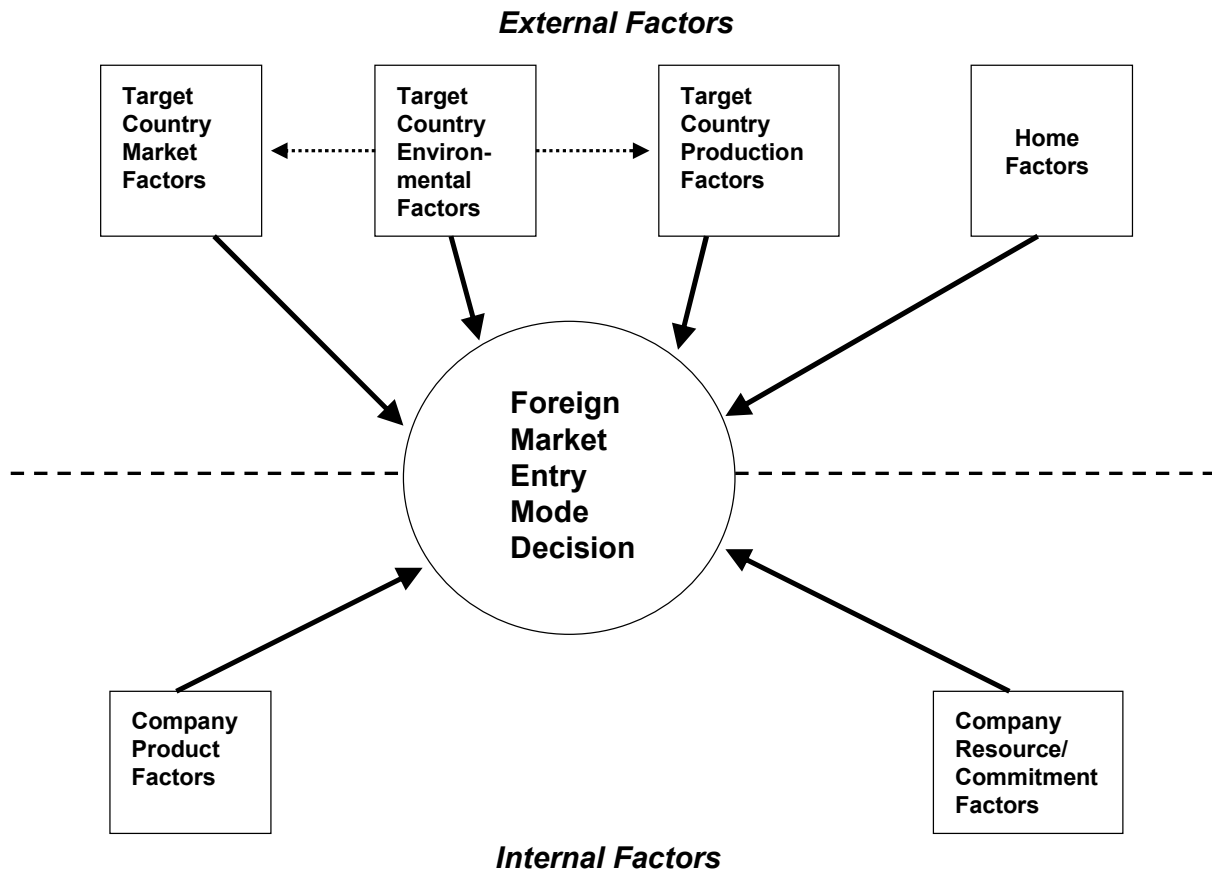 External Factors
Target
Country
Market
Factors
Target
Country
Environ-
mental
Factors
Target
Country
Production
Factors
Home
Factors
Foreign
Market
Entry
Mode
Decision
Company
Product
Factors
Company
Resource/
Commitment
Factors
Internal Factors